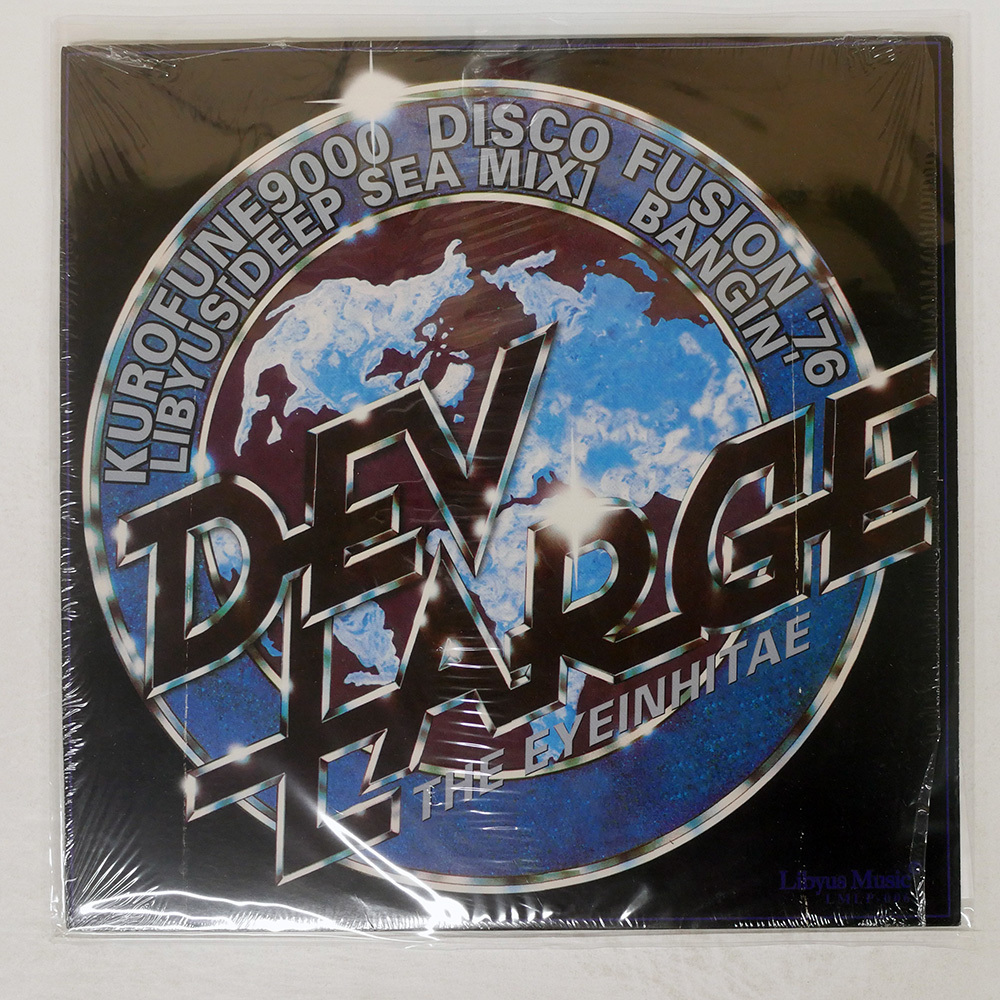 KUROFUNE9000 DISCO FUSION '76
LIBYUS[DEEP SEA MIX] BANGIN'
DEV
LARGE
THE EYEINHITAE
Libyus Music